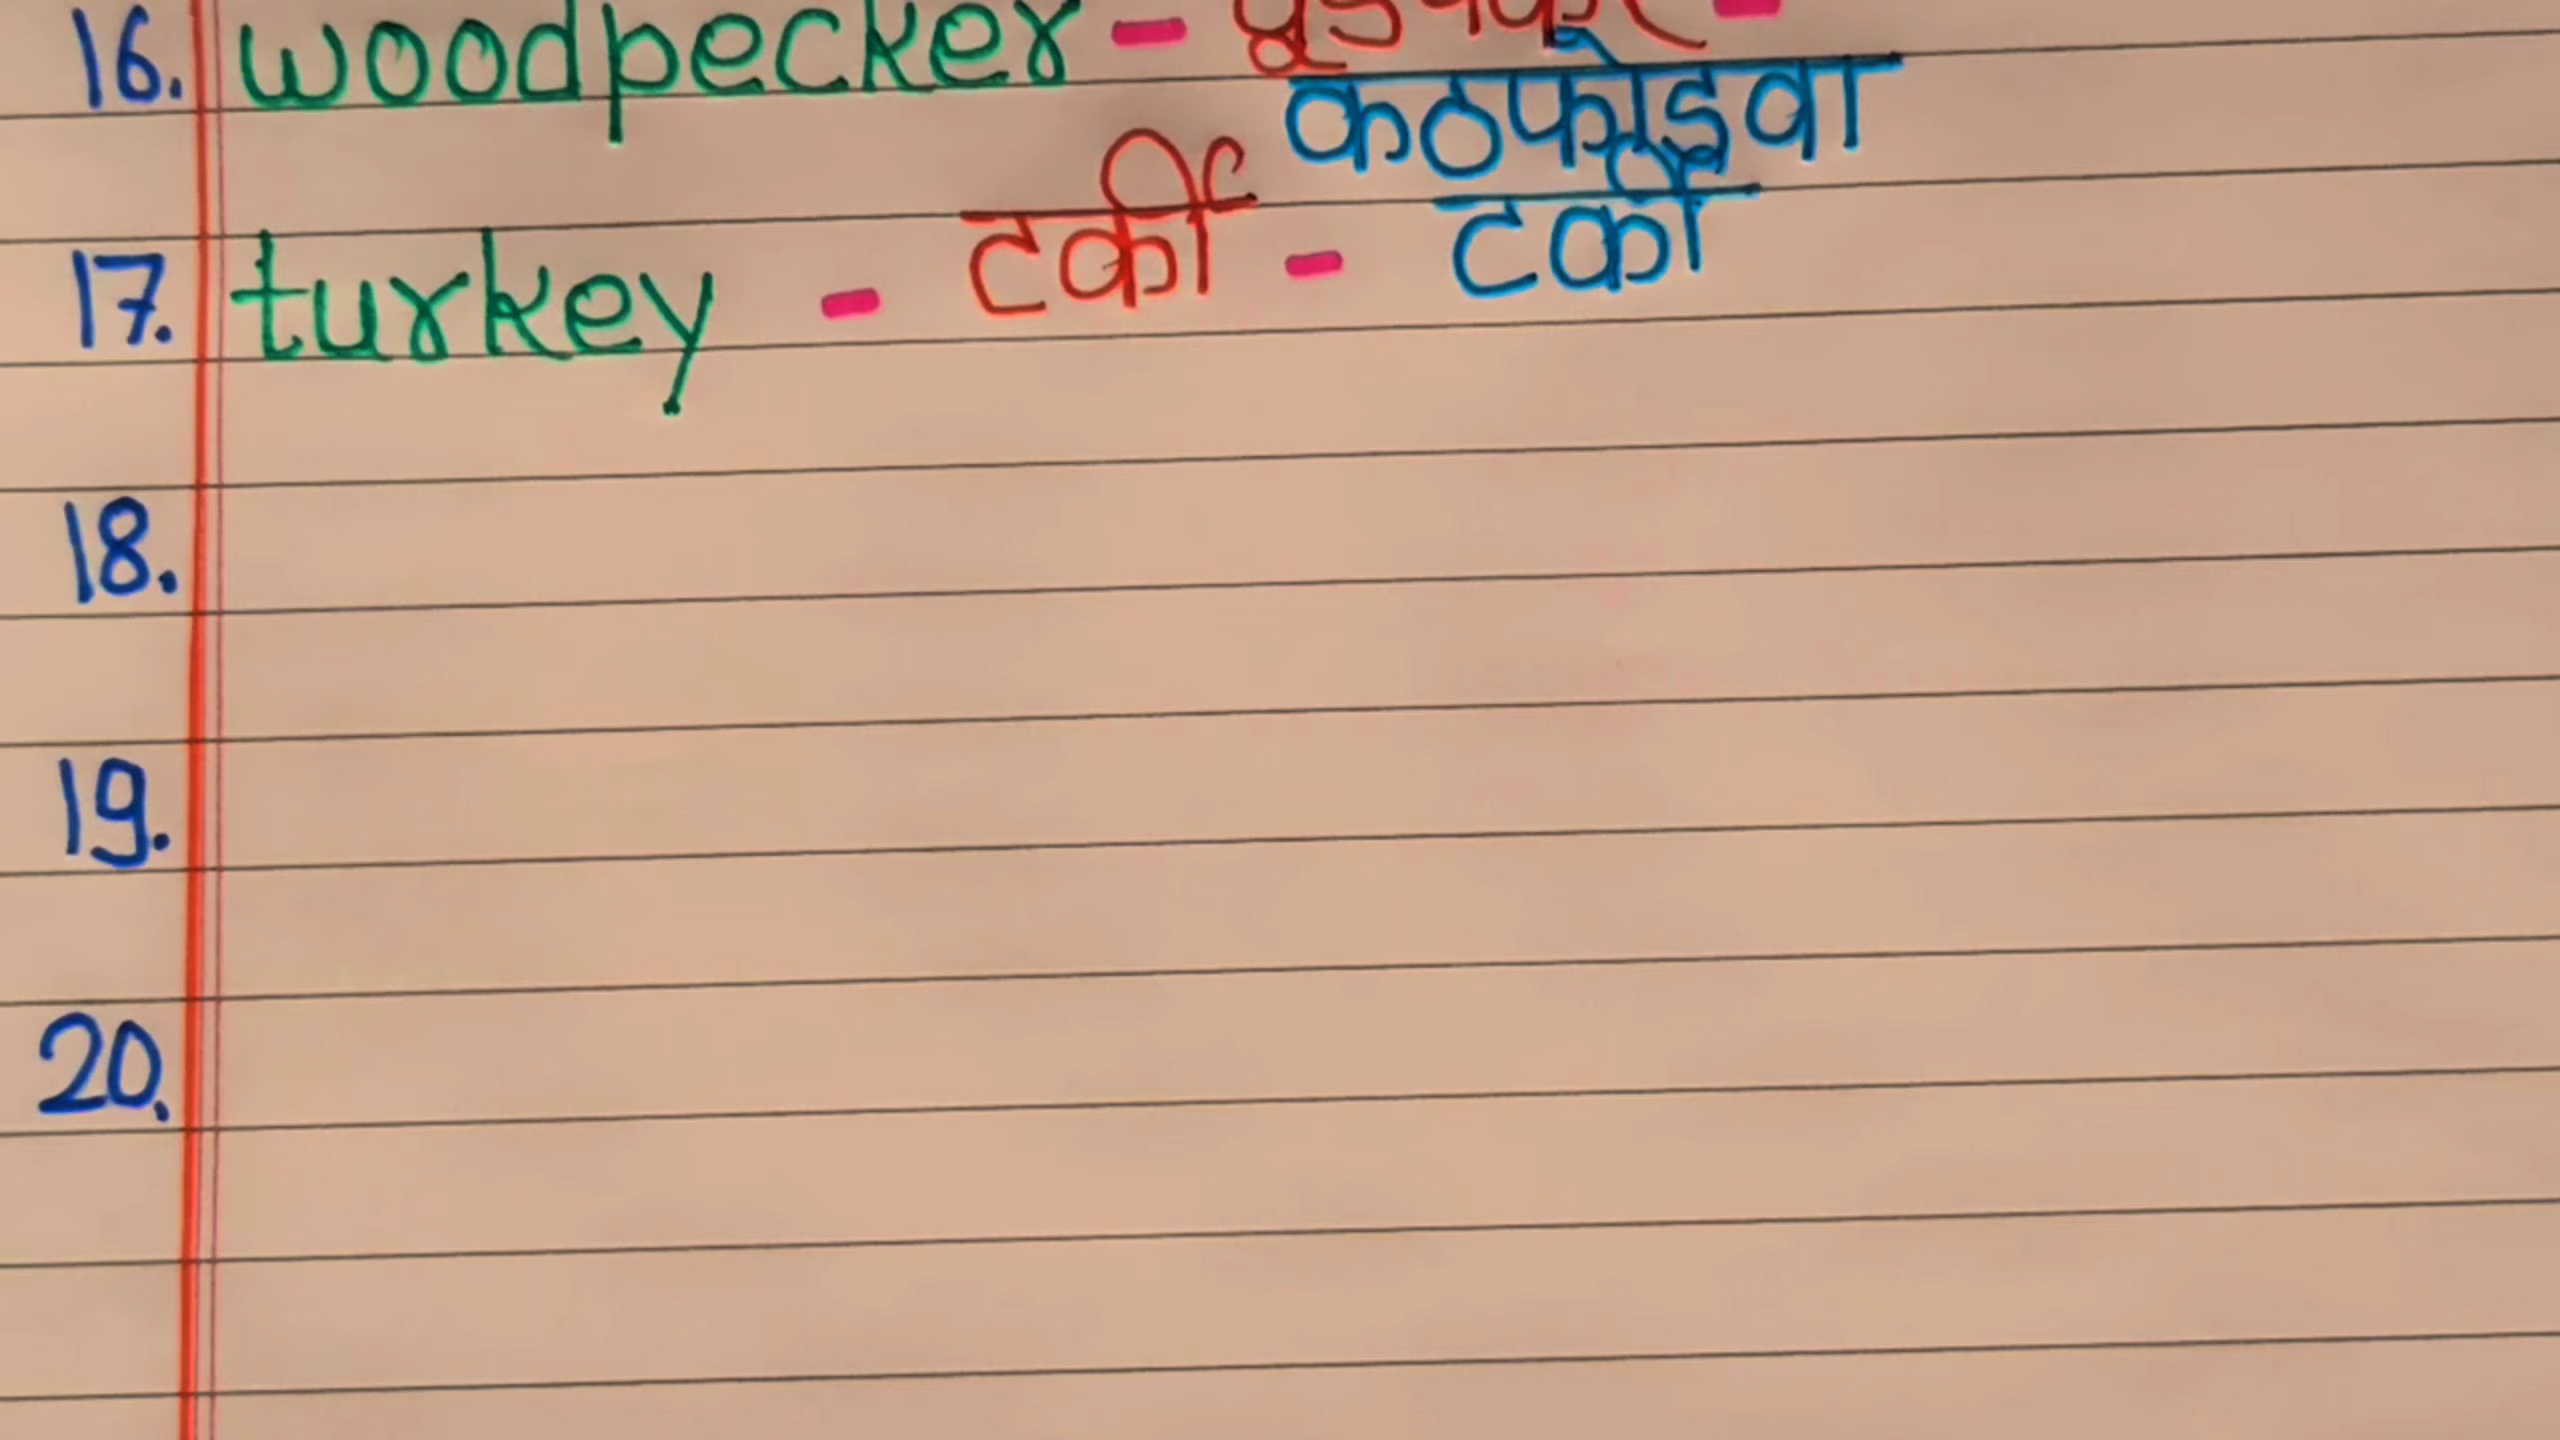 16. woodpecker -
कठफोड़वा
17. turkey - टर्की - टर्की
18.
19.
20.